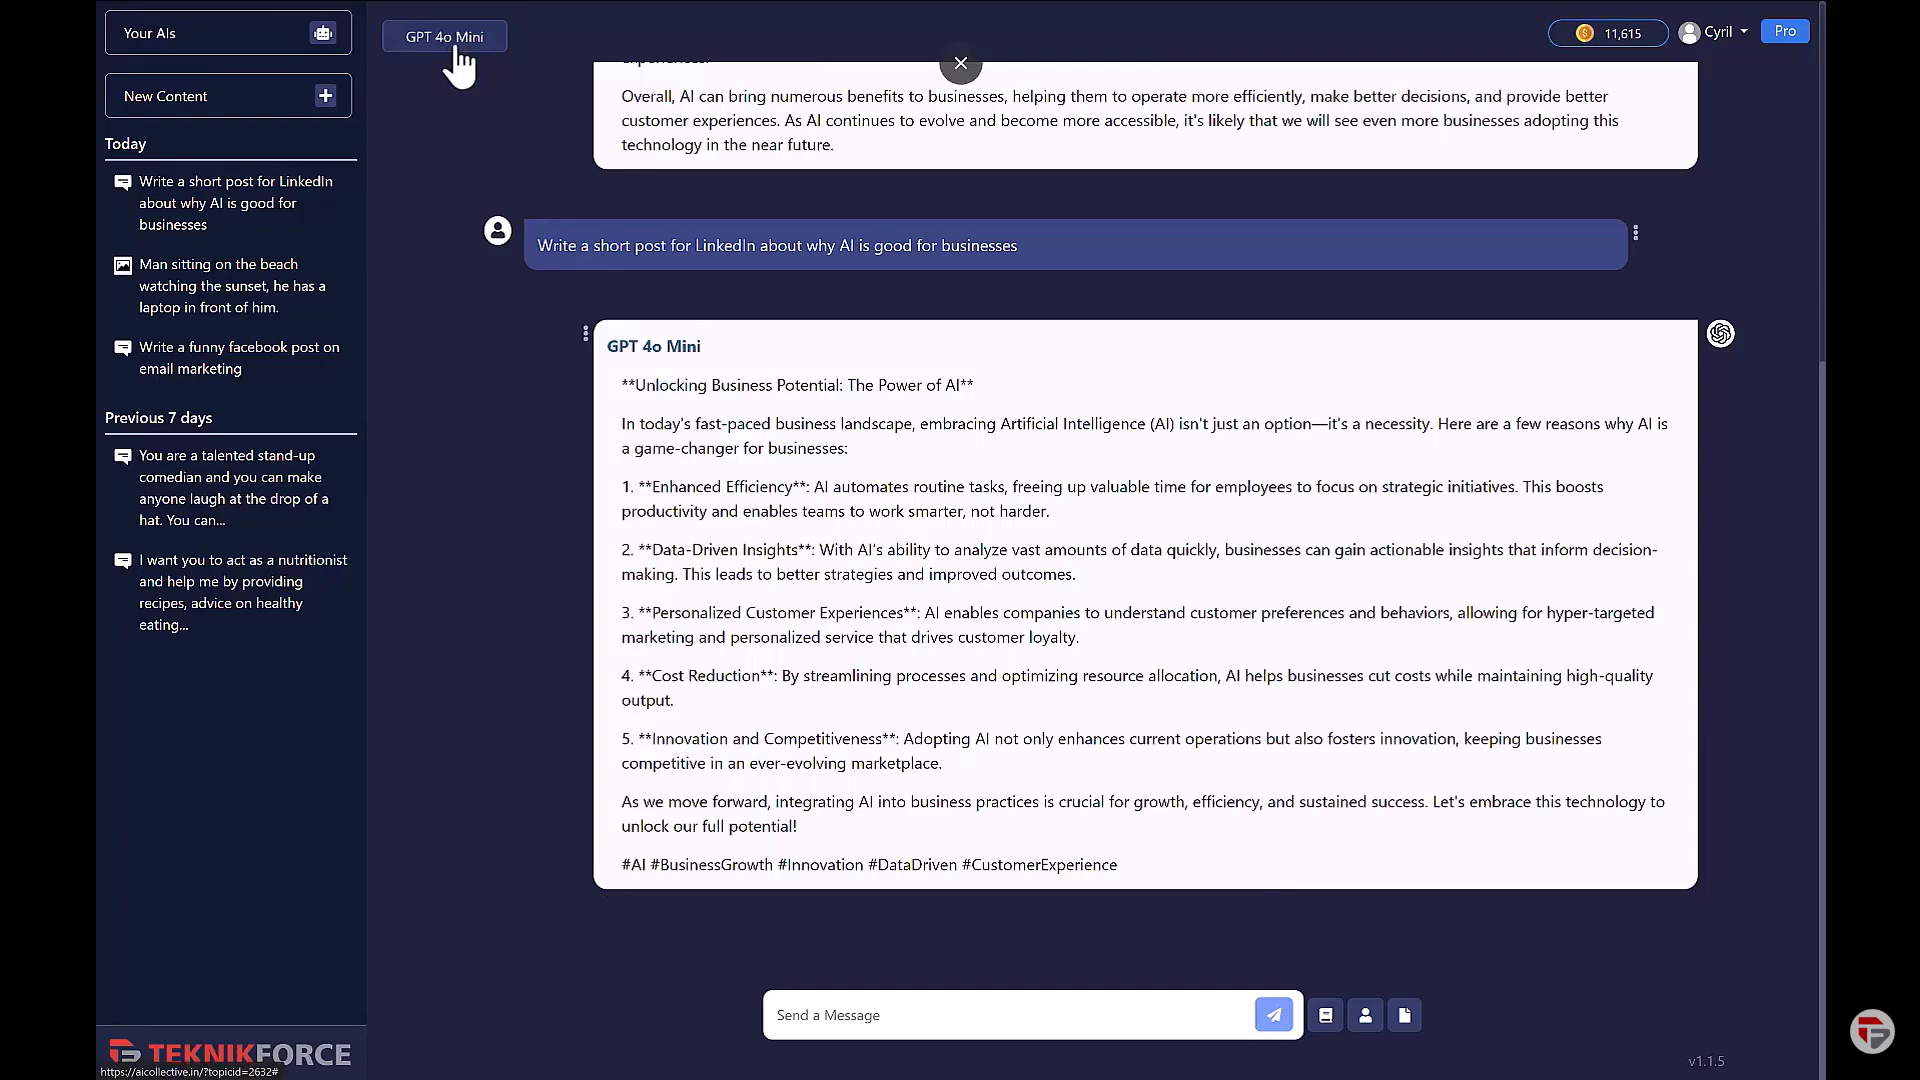 Your AIs
New Content
Today
Write a short post for LinkedIn
about why AI is good for
businesses
Man sitting on the beach
watching the sunset, he has a
laptop in front of him.
Write a funny facebook post on
email marketing
Previous 7 days
You are a talented stand-up
comedian and you can make
anyone laugh at the drop of a
hat. You can...
I want you to act as a nutritionist
and help me by providing
recipes, advice on healthy
eating...
TEKNIKFORCE
https://aicollective.in/?topicid=2632#
GPT 4o Mini
11,615
Cyril
Pro
experiences.
Overall, AI can bring numerous benefits to businesses, helping them to operate more efficiently, make better decisions, and provide better
customer experiences. As AI continues to evolve and become more accessible, it's likely that we will see even more businesses adopting this
technology in the near future.
Write a short post for LinkedIn about why AI is good for businesses
GPT 4o Mini
**Unlocking Business Potential: The Power of AI**
In today's fast-paced business landscape, embracing Artificial Intelligence (AI) isn't just an option—it's a necessity. Here are a few reasons why AI is
a game-changer for businesses:
1. **Enhanced Efficiency**: AI automates routine tasks, freeing up valuable time for employees to focus on strategic initiatives. This boosts
productivity and enables teams to work smarter, not harder.
2. **Data-Driven Insights**: With AI's ability to analyze vast amounts of data quickly, businesses can gain actionable insights that inform decision-
making. This leads to better strategies and improved outcomes.
3. **Personalized Customer Experiences**: AI enables companies to understand customer preferences and behaviors, allowing for hyper-targeted
marketing and personalized service that drives customer loyalty.
4. **Cost Reduction**: By streamlining processes and optimizing resource allocation, AI helps businesses cut costs while maintaining high-quality
output.
5. **Innovation and Competitiveness**: Adopting AI not only enhances current operations but also fosters innovation, keeping businesses
competitive in an ever-evolving marketplace.
As we move forward, integrating AI into business practices is crucial for growth, efficiency, and sustained success. Let's embrace this technology to
unlock our full potential!
#AI #BusinessGrowth #Innovation #DataDriven #CustomerExperience
Send a Message
v1.1.5